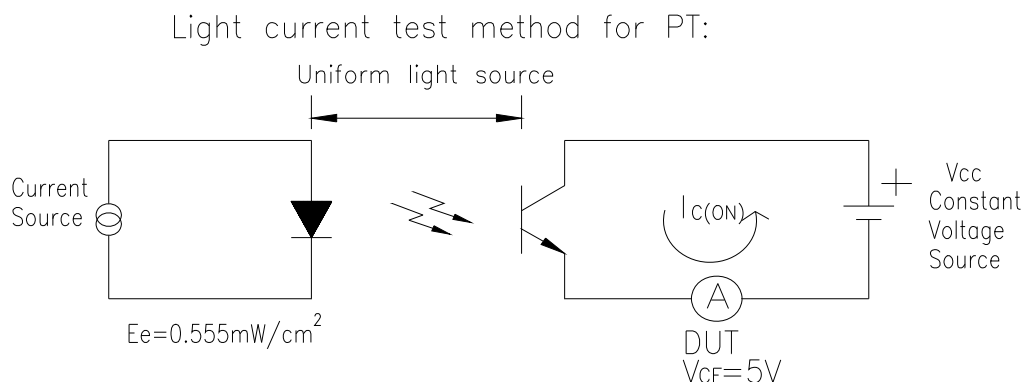 Light current test method for PT:
Uniform light source
Current
Source
Ee=0.555mW/cm²
IC(ON)
A
DUT
VCE=5V
+
Vcc
Constant
Voltage
Source